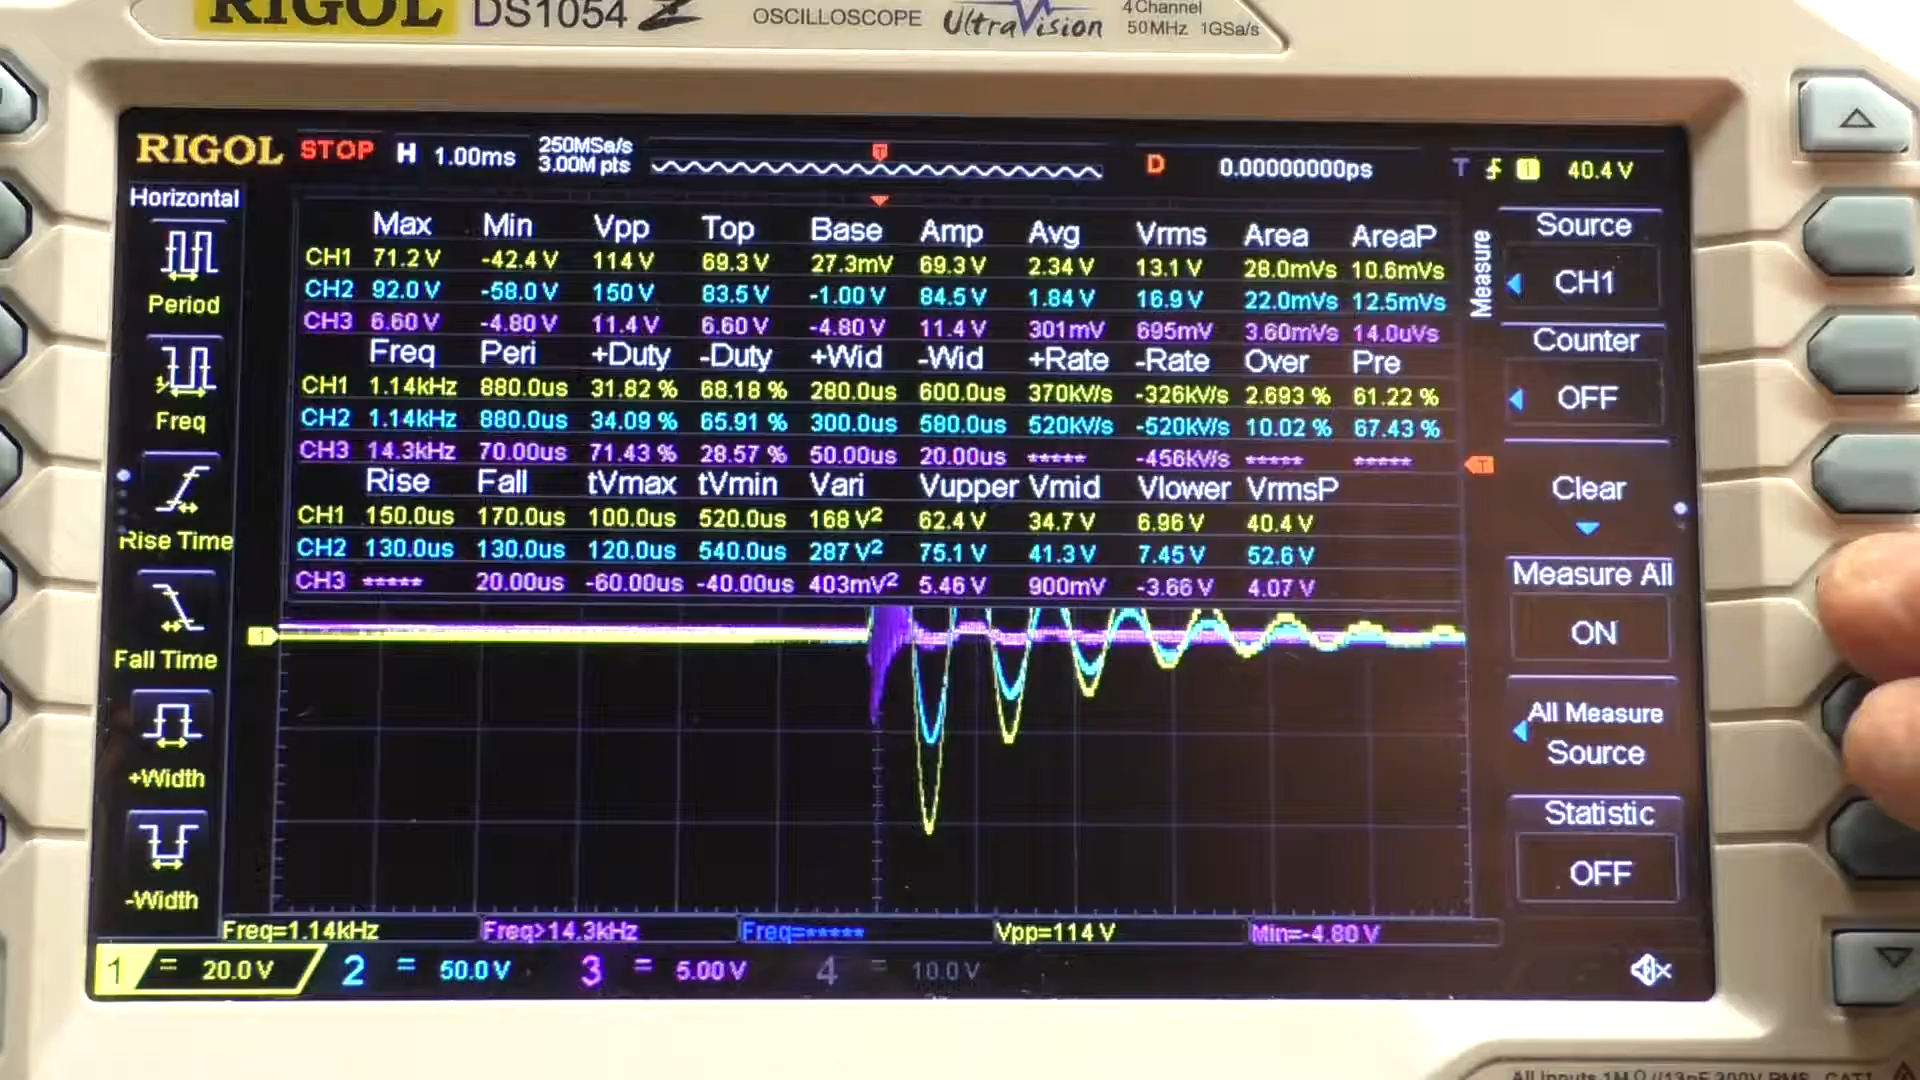 RIGOL DS1054 Z OSCILLOSCOPE UltraVision 4 Channel
50MHz 1GSa/s
RIGOL STOP H 1.00ms 250MSa/s
3.00M pts D 0.00000000ps T 1 40.4 V
Horizontal
Period
Freq
Rise Time
Fall Time
+Width
-Width
Max Min Vpp Top Base Amp Avg Vrms Area AreaP
CH1 71.2 V -42.4 V 114 V 69.3 V 27.3mV 69.3 V 2.34 V 13.1 V 28.0mVs 10.6mVs
CH2 92.0 V -58.0 V 150 V 83.5 V -1.00 V 84.5 V 1.84 V 16.9 V 22.0mVs 12.5mVs
CH3 6.60 V -4.80 V 11.4 V 6.60 V -4.80 V 11.4 V 301mV 695mV 3.60mVs 14.0uVs
Freq Peri +Duty -Duty +Wid -Wid +Rate -Rate Over Pre
CH1 1.14kHz 880.0us 31.82 % 68.18 % 280.0us 600.0us 370kV/s -326kV/s 2.693 % 61.22 %
CH2 1.14kHz 880.0us 34.09 % 65.91 % 300.0us 580.0us 520kV/s -520kV/s 10.02 % 67.43 %
CH3 14.3kHz 70.00us 71.43 % 28.57 % 50.00us 20.00us ***** -456kV/s ***** *****
Rise Fall tVmax tVmin Vari Vupper Vmid Vlower VrmsP
CH1 150.0us 170.0us 100.0us 520.0us 168 V² 62.4 V 34.7 V 6.96 V 40.4 V
CH2 130.0us 130.0us 120.0us 540.0us 287 V² 75.1 V 41.3 V 7.45 V 52.6 V
CH3 ***** 20.00us -60.00us -40.00us 403mV² 5.46 V 900mV -3.66 V 4.07 V
1
T
Measure
Source
CH1
Counter
OFF
Clear
Measure All
ON
All Measure
Source
Statistic
OFF
Freq=1.14kHz Freq>14.3kHz Freq=***** Vpp=114 V Min=-4.80 V
1 = 20.0 V 2 = 50.0 V 3 = 5.00 V 4 = 10.0 V
All Inputs 1MΩ//13pF 300V RMS CAT I